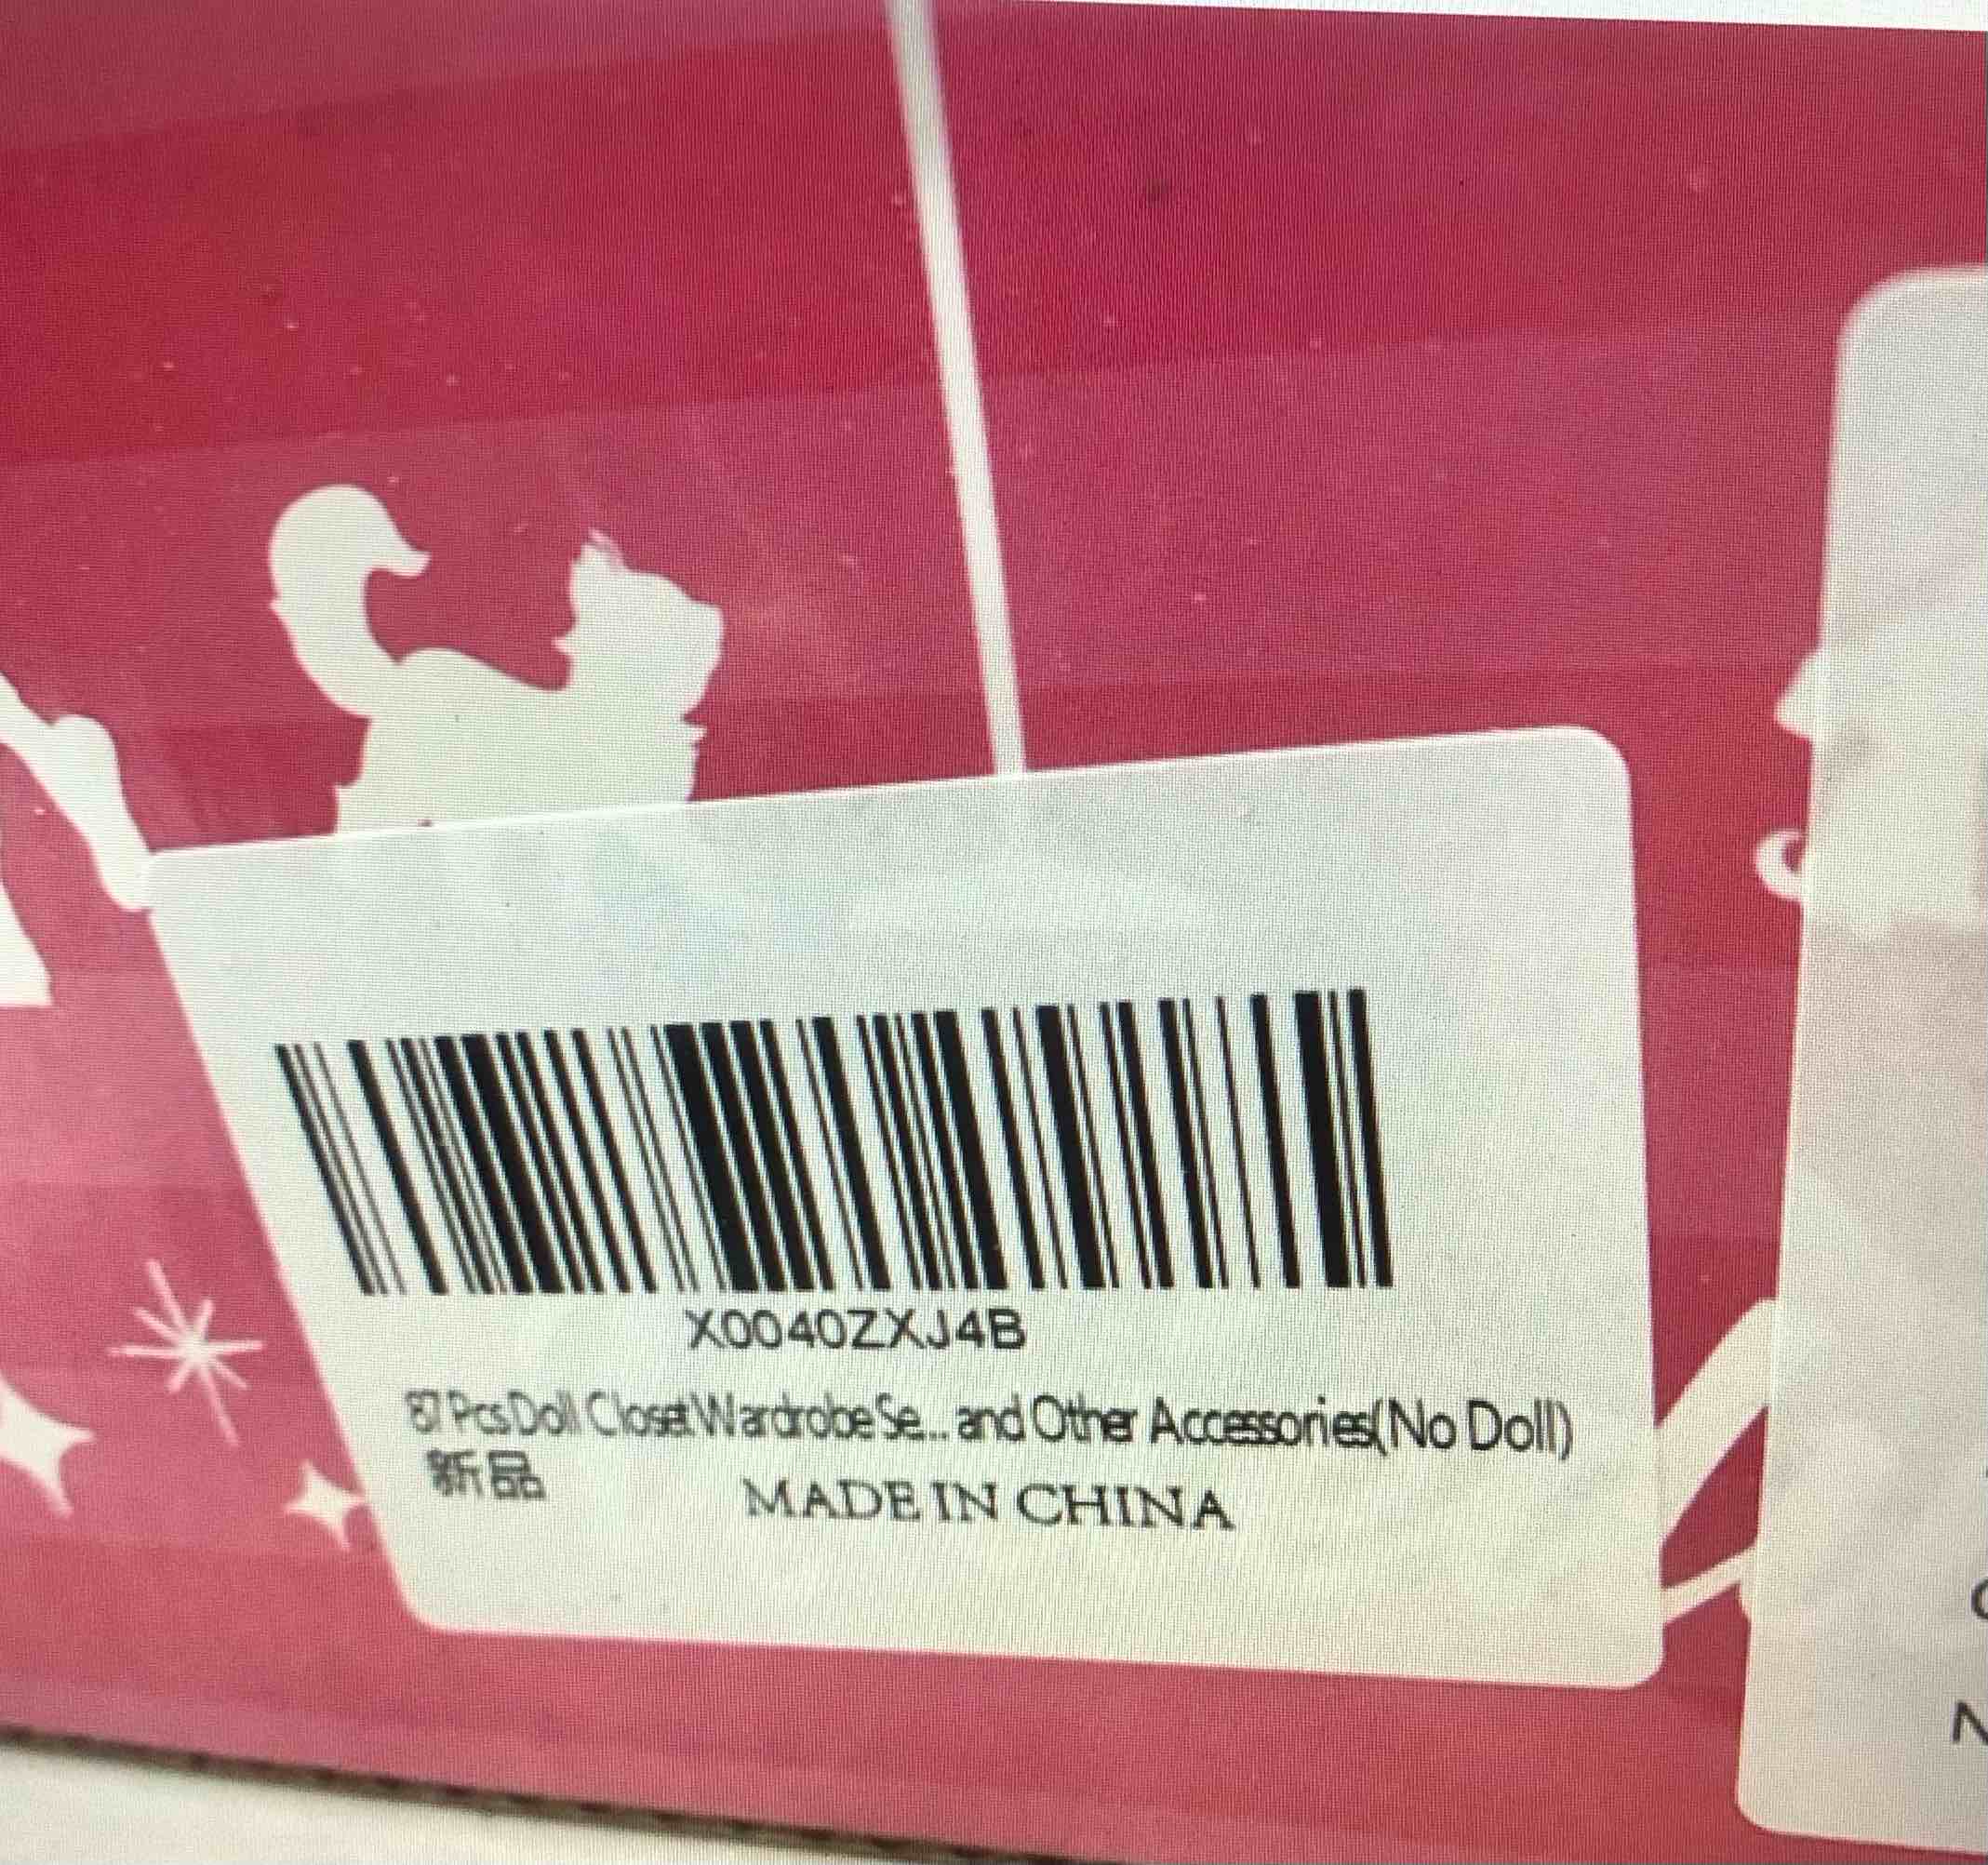 X0040ZXJ4B
87 Pcs Doll Closet Wardrobe Se... and Other Accessories(No Doll)
新品
MADE IN CHINA